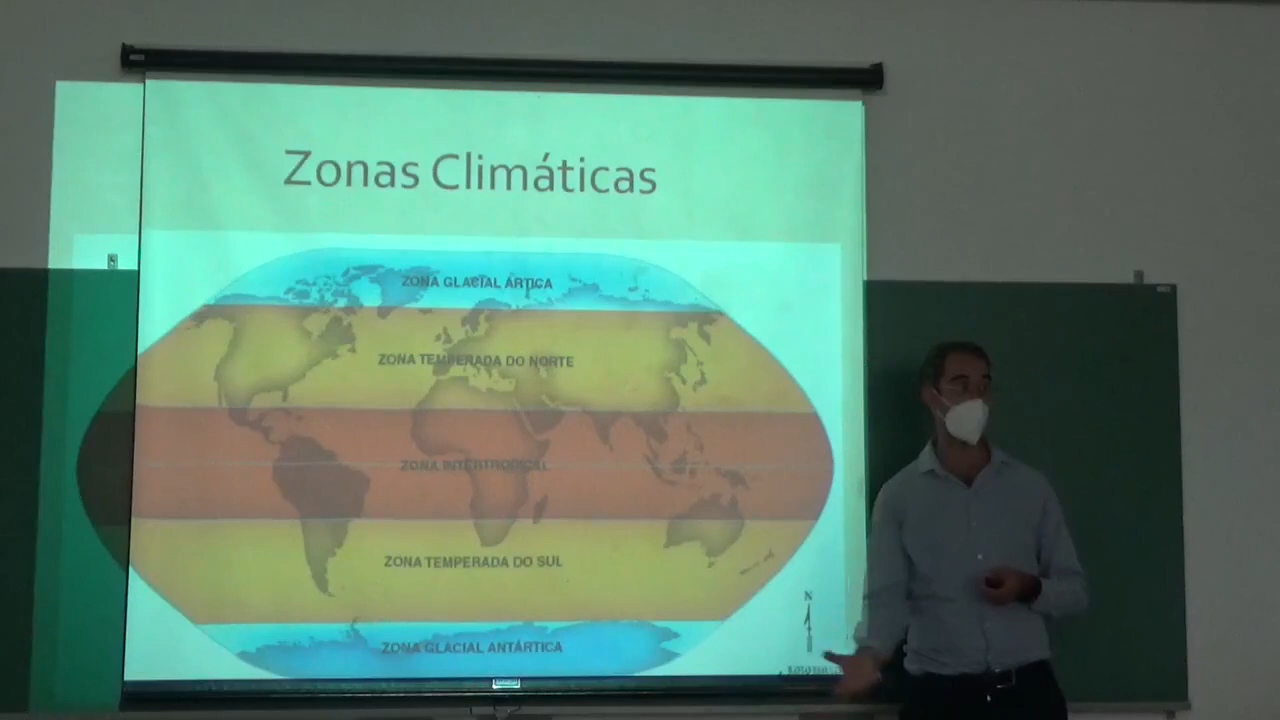 Zonas Climáticas
ZONA GLACIAL ÁRTICA
ZONA TEMPERADA DO NORTE
ZONA INTERTROPICAL
ZONA TEMPERADA DO SUL
ZONA GLACIAL ANTÁRTICA
N